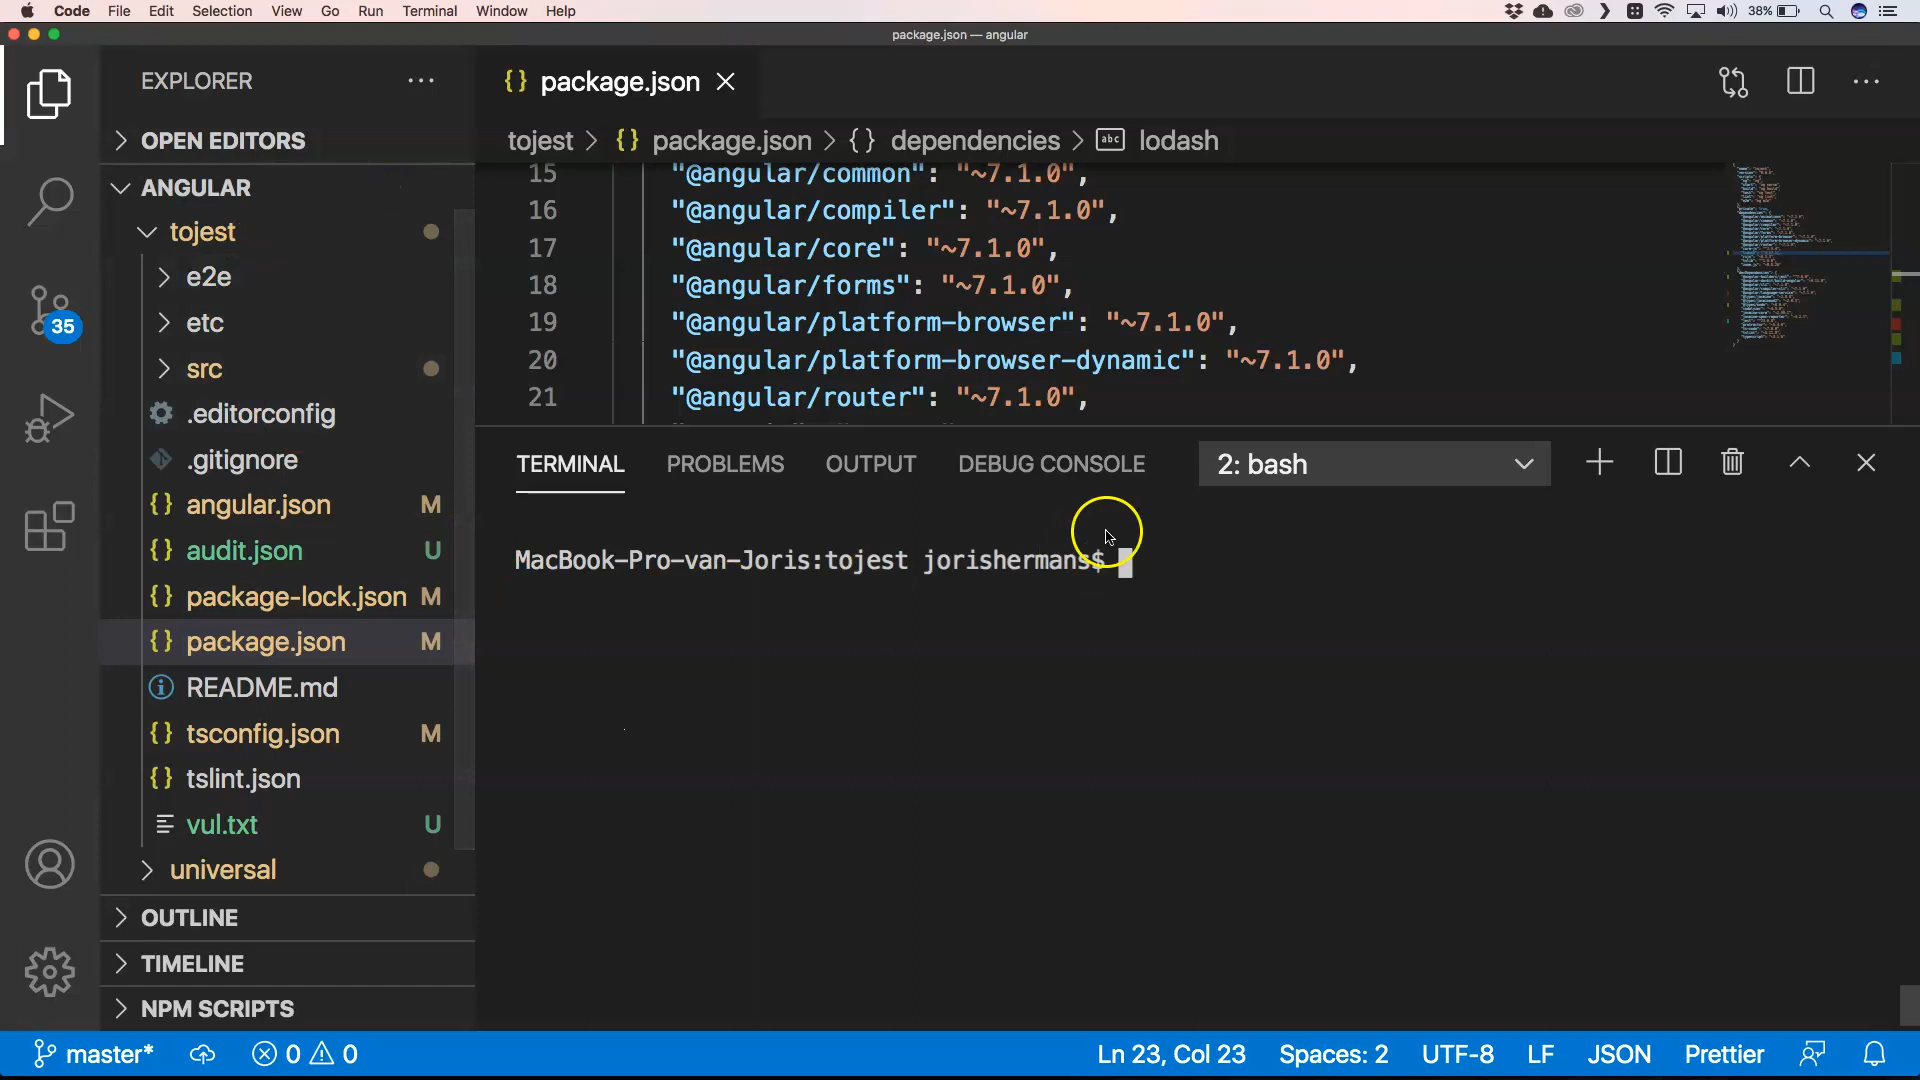 Code File Edit Selection View Go Run Terminal Window Help 38%
package.json — angular
EXPLORER
OPEN EDITORS
ANGULAR
tojest
e2e
etc
src
.editorconfig
.gitignore
angular.json M
audit.json U
package-lock.json M
package.json M
README.md
tsconfig.json M
tslint.json
vul.txt U
universal
OUTLINE
TIMELINE
NPM SCRIPTS
35
{} package.json
tojest > {} package.json > {} dependencies > abc lodash
15 "@angular/common": "~7.1.0",
16 "@angular/compiler": "~7.1.0",
17 "@angular/core": "~7.1.0",
18 "@angular/forms": "~7.1.0",
19 "@angular/platform-browser": "~7.1.0",
20 "@angular/platform-browser-dynamic": "~7.1.0",
21 "@angular/router": "~7.1.0",
TERMINAL PROBLEMS OUTPUT DEBUG CONSOLE 2: bash
MacBook-Pro-van-Joris:tojest jorishermans$
master* 0 0 Ln 23, Col 23 Spaces: 2 UTF-8 LF JSON Prettier